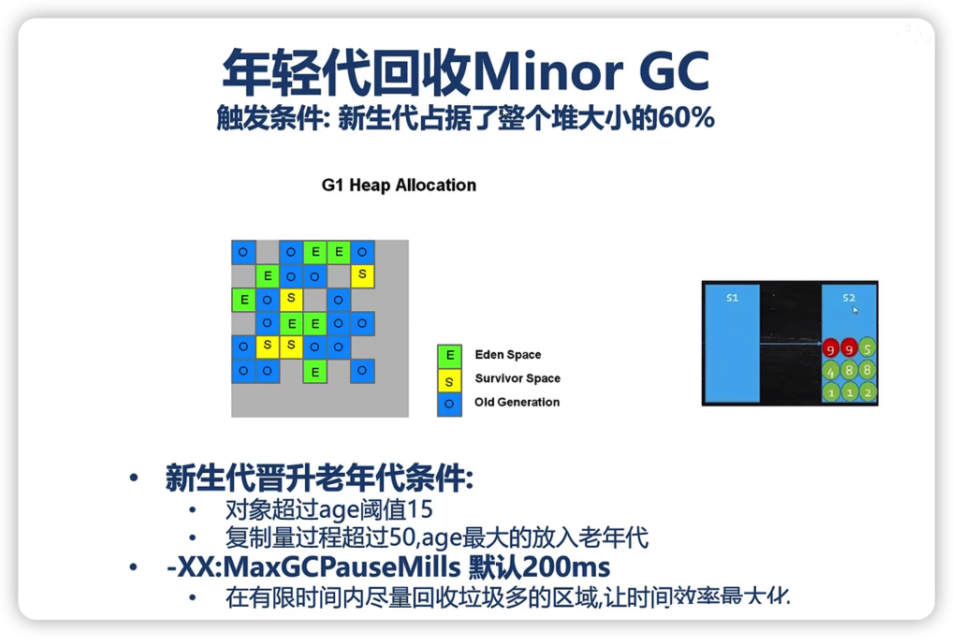 年轻代回收Minor GC
触发条件: 新生代占据了整个堆大小的60%
G1 Heap Allocation
O O E E O
E O O S
E O S O
O E E O O
O S S O O
O O E O
E Eden Space
S Survivor Space
O Old Generation
S1 S2
9 9 5
4 8 8
1 1 2
• 新生代晋升老年代条件:
• 对象超过age阈值15
• 复制量过程超过50,age最大的放入老年代
• -XX:MaxGCPauseMills 默认200ms
• 在有限时间内尽量回收垃圾多的区域,让时间效率最大化.